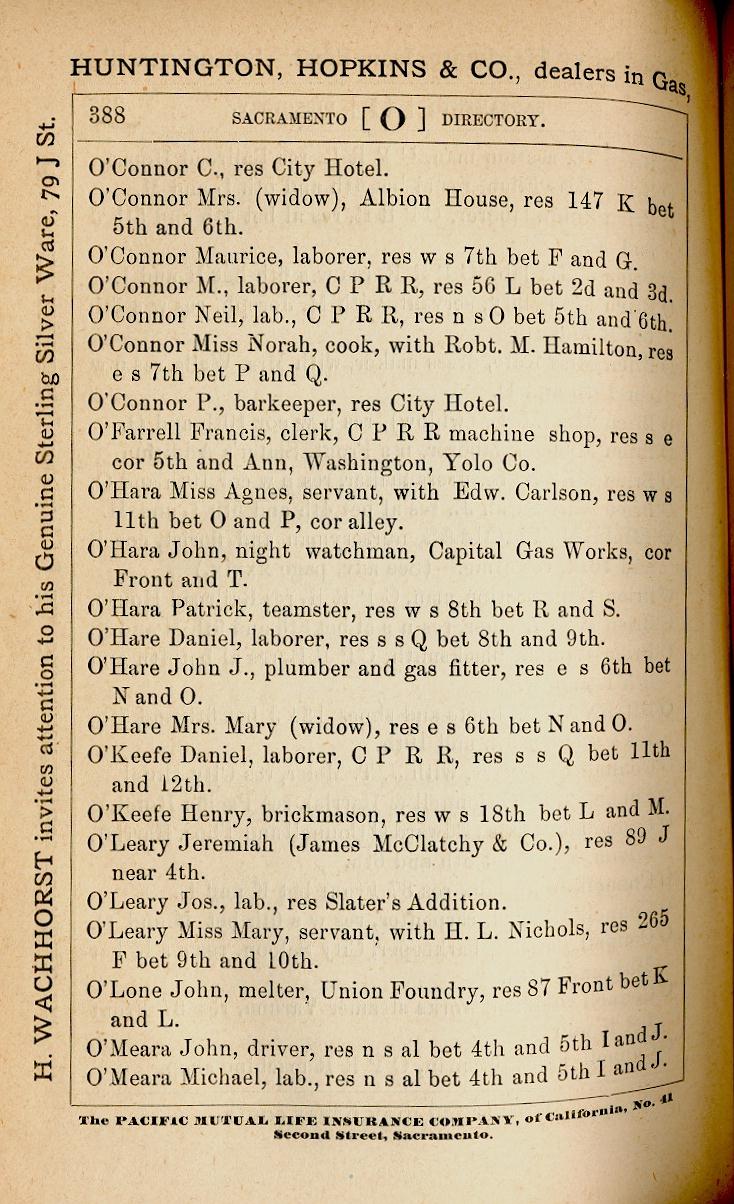 HUNTINGTON, HOPKINS & CO., dealers in Gas,
388 SACRAMENTO [ O ] DIRECTORY.
O'Connor C., res City Hotel.
O'Connor Mrs. (widow), Albion House, res 147 K bet
5th and 6th.
O'Connor Maurice, laborer, res w s 7th bet F and G.
O'Connor M., laborer, C P R R, res 56 L bet 2d and 3d.
O'Connor Neil, lab., C P R R, res n s O bet 5th and 6th.
O'Connor Miss Norah, cook, with Robt. M. Hamilton, res
e s 7th bet P and Q.
O'Connor P., barkeeper, res City Hotel.
O'Farrell Francis, clerk, C P R R machine shop, res s e
cor 5th and Ann, Washington, Yolo Co.
O'Hara Miss Agnes, servant, with Edw. Carlson, res w s
11th bet O and P, cor alley.
O'Hara John, night watchman, Capital Gas Works, cor
Front and T.
O'Hara Patrick, teamster, res w s 8th bet R and S.
O'Hare Daniel, laborer, res s s Q bet 8th and 9th.
O'Hare John J., plumber and gas fitter, res e s 6th bet
N and O.
O'Hare Mrs. Mary (widow), res e s 6th bet N and O.
O'Keefe Daniel, laborer, C P R R, res s s Q bet 11th
and 12th.
O'Keefe Henry, brickmason, res w s 18th bet L and M.
O'Leary Jeremiah (James McClatchy & Co.), res 89 J
near 4th.
O'Leary Jos., lab., res Slater's Addition.
O'Leary Miss Mary, servant, with H. L. Nichols, res 265
F bet 9th and 10th.
O'Lone John, melter, Union Foundry, res 87 Front bet K
and L.
O'Meara John, driver, res n s al bet 4th and 5th I and J.
O'Meara Michael, lab., res n s al bet 4th and 5th I and J.
The PACIFIC MUTUAL LIFE INSURANCE COMPANY, of California, No. 41
Second Street, Sacramento.
H. WACHHORST invites attention to his Genuine Sterling Silver Ware, 79 J St.